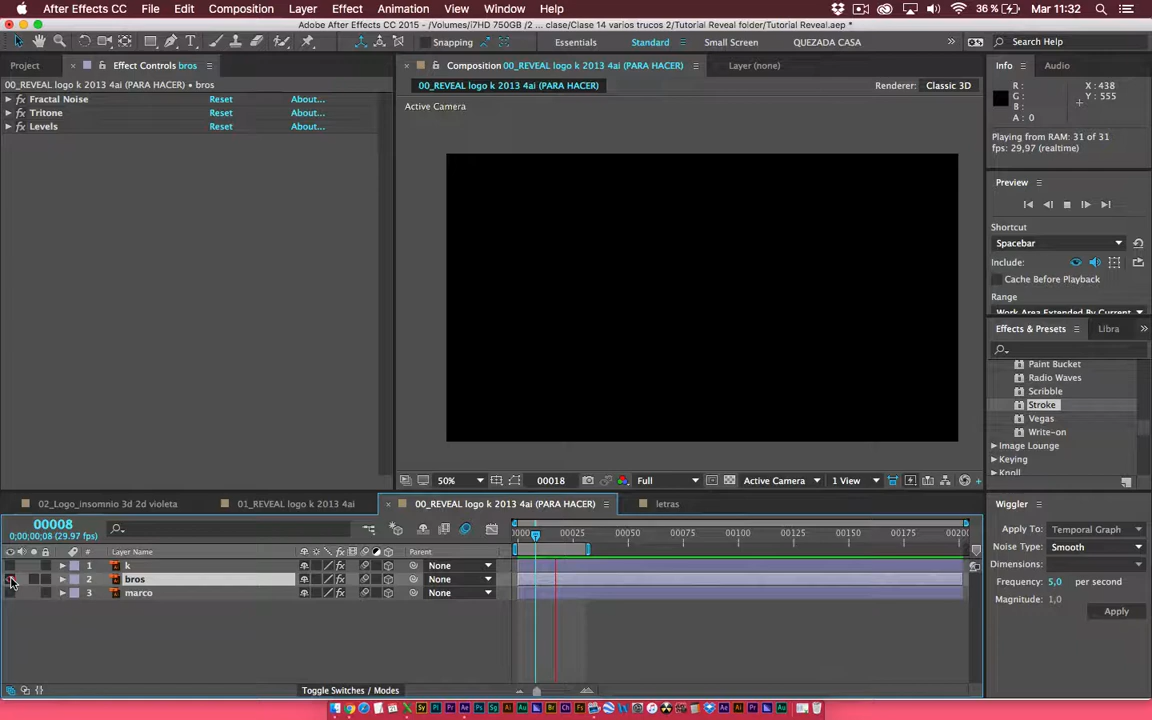 After Effects CC File Edit Composition Layer Effect Animation View Window Help 36 % Mar 11:32
Adobe After Effects CC 2015 - /Volumes/i7HD 750GB /2 ... clase/Clase 14 varios trucos 2/Tutorial Reveal folder/Tutorial Reveal.aep *
Snapping Essentials Standard Small Screen QUEZADA CASA Search Help
Project Effect Controls bros
Composition 00_REVEAL logo k 2013 4ai (PARA HACER) Layer (none)
Info Audio
00_REVEAL logo k 2013 4ai (PARA HACER) • bros
00_REVEAL logo k 2013 4ai (PARA HACER)
Renderer: Classic 3D
Fractal Noise Reset About...
Tritone Reset About...
Levels Reset About...
Active Camera
R :
G :
B :
A : 0
X : 438
Y : 555
Playing from RAM: 31 of 31
fps: 29,97 (realtime)
Preview
Shortcut
Spacebar
Include:
Cache Before Playback
Range
Work Area Extended By Current ...
Effects & Presets Libra
Paint Bucket
Radio Waves
Scribble
Stroke
Vegas
Write-on
Image Lounge
Keying
Knoll
50% 00018 Full Active Camera 1 View
02_Logo_insomnio 3d 2d violeta 01_REVEAL logo k 2013 4ai 00_REVEAL logo k 2013 4ai (PARA HACER) letras
00008
0;00;00;08 (29.97 fps)
0000 00025 00050 00075 00100 00125 00150 00175 00200
# Layer Name Parent
1 k None
2 bros None
3 marco None
Toggle Switches / Modes
Wiggler
Apply To: Temporal Graph
Noise Type: Smooth
Dimensions:
Frequency: 5,0 per second
Magnitude: 1,0
Apply